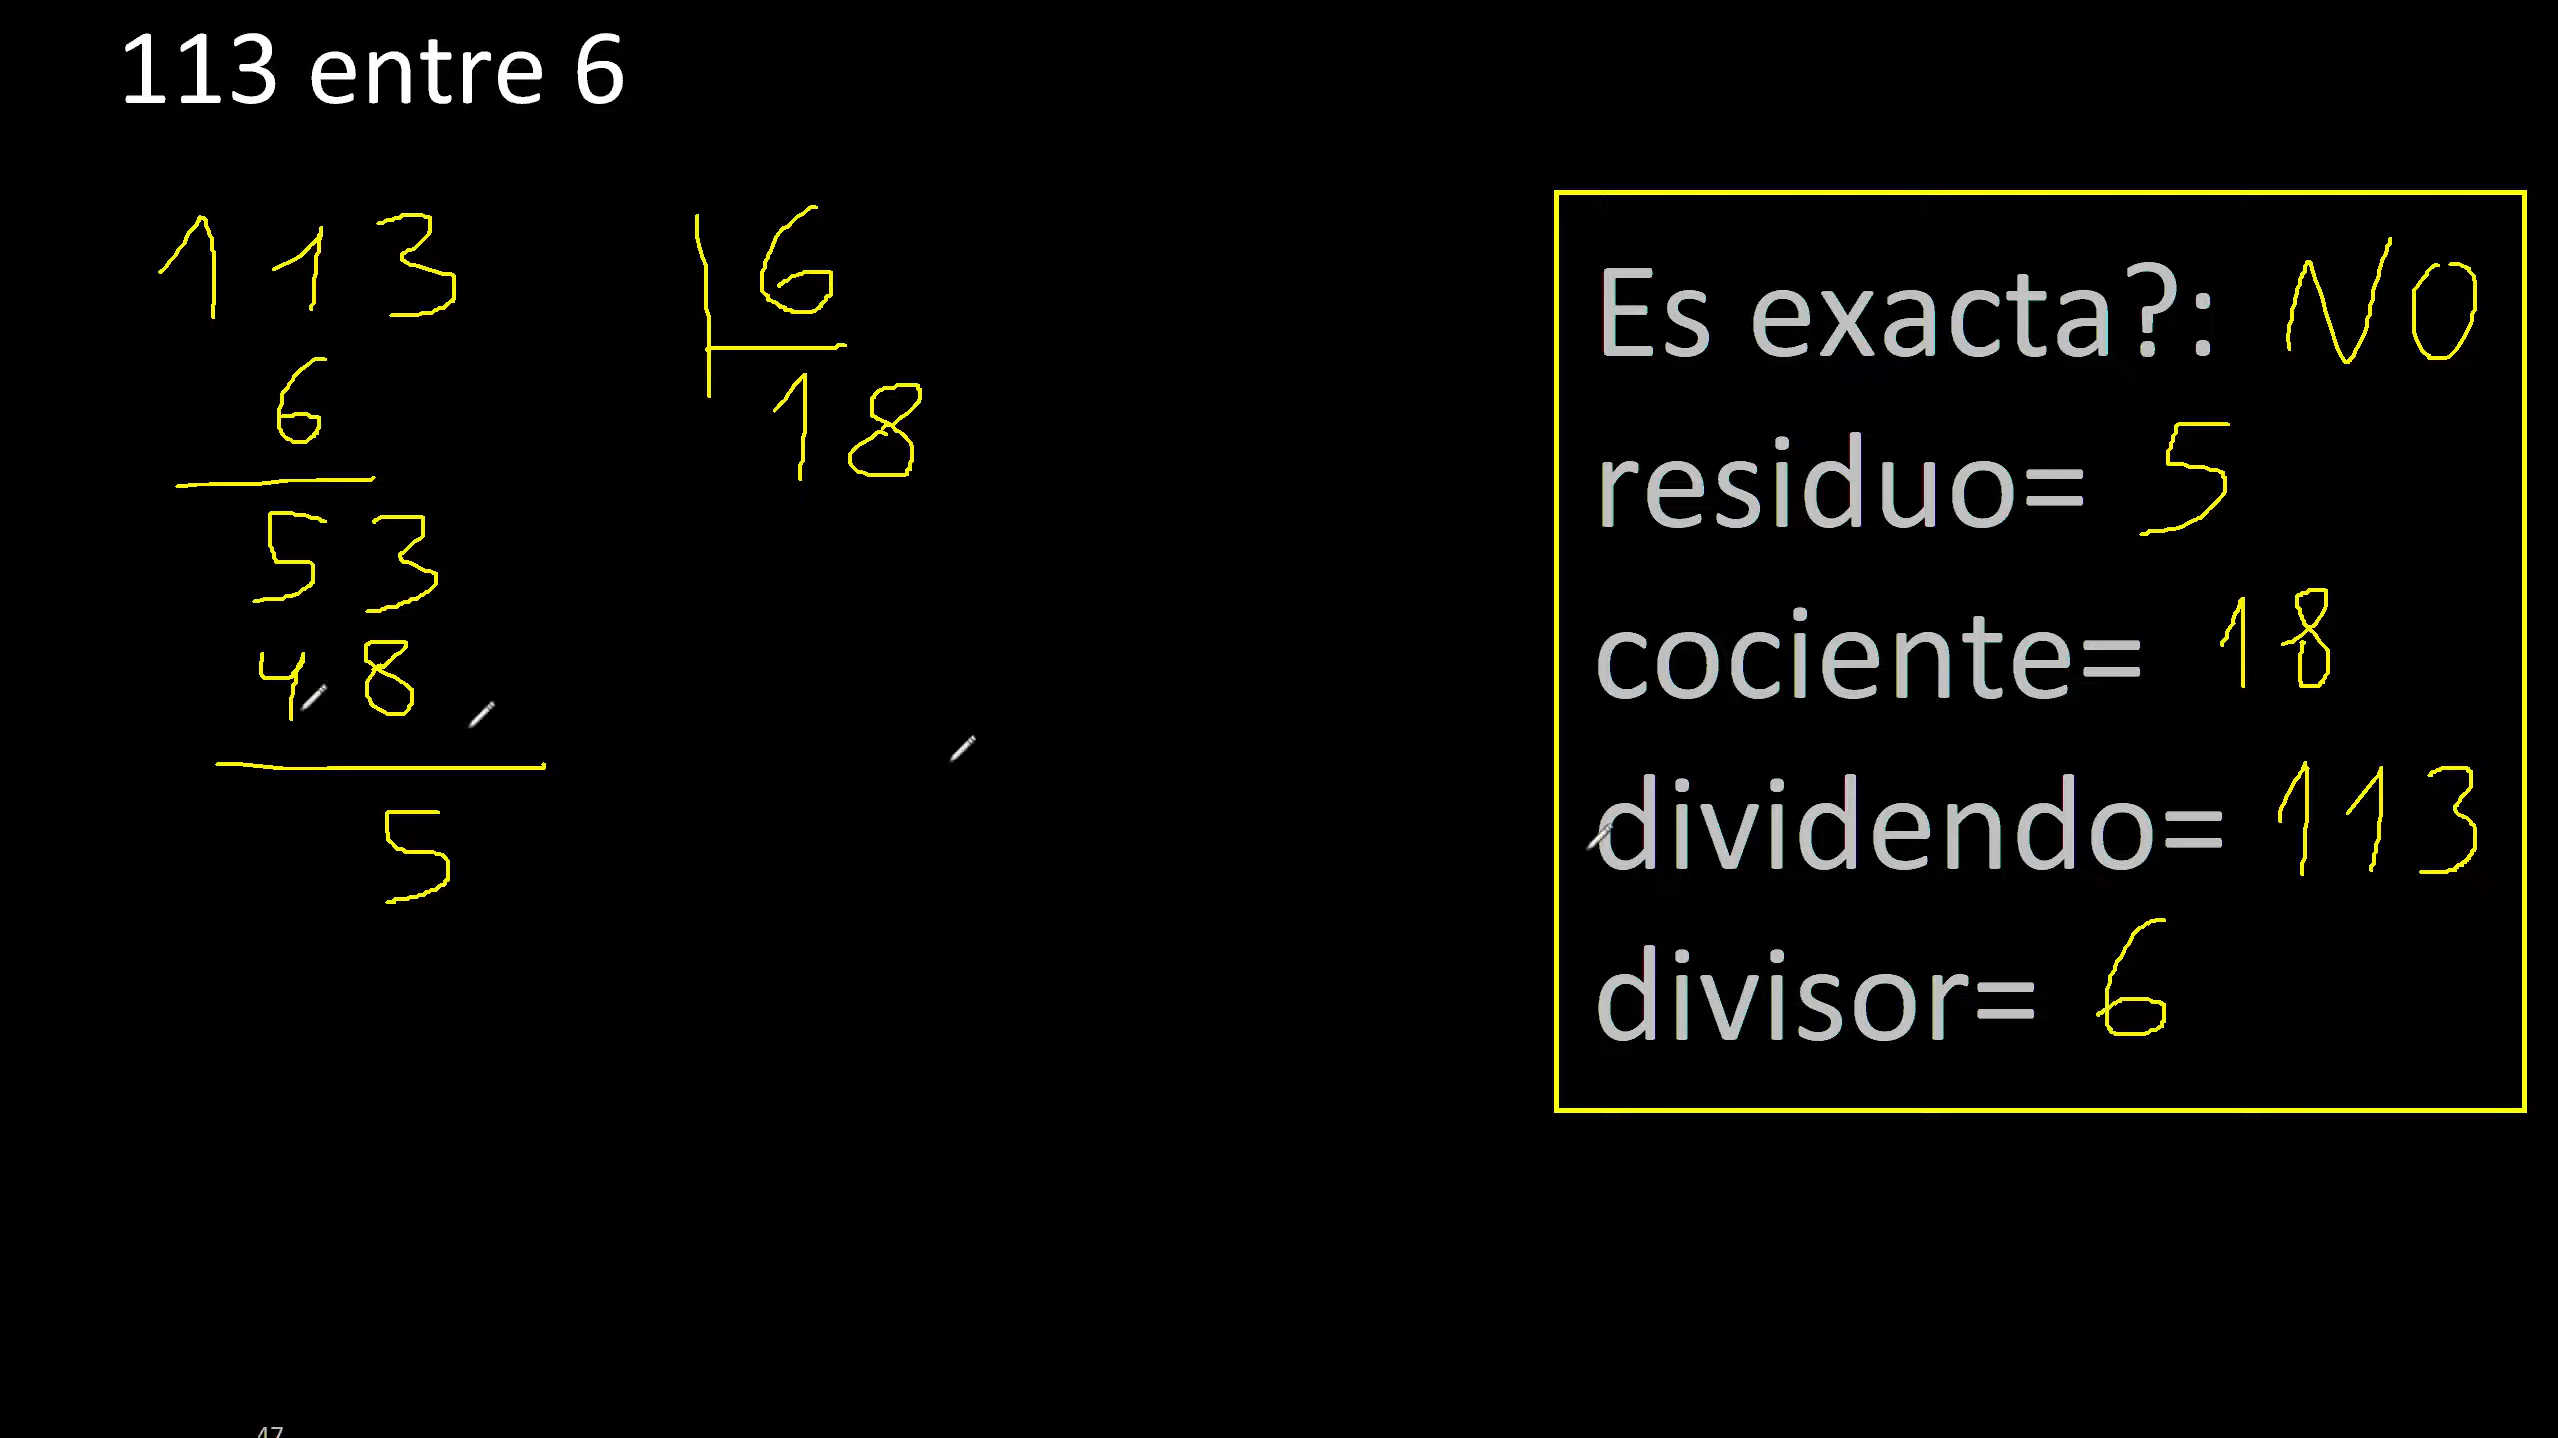 113 entre 6
113 6
6 18
53
48
5
Es exacta?: NO
residuo= 5
cociente= 18
dividendo= 113
divisor= 6